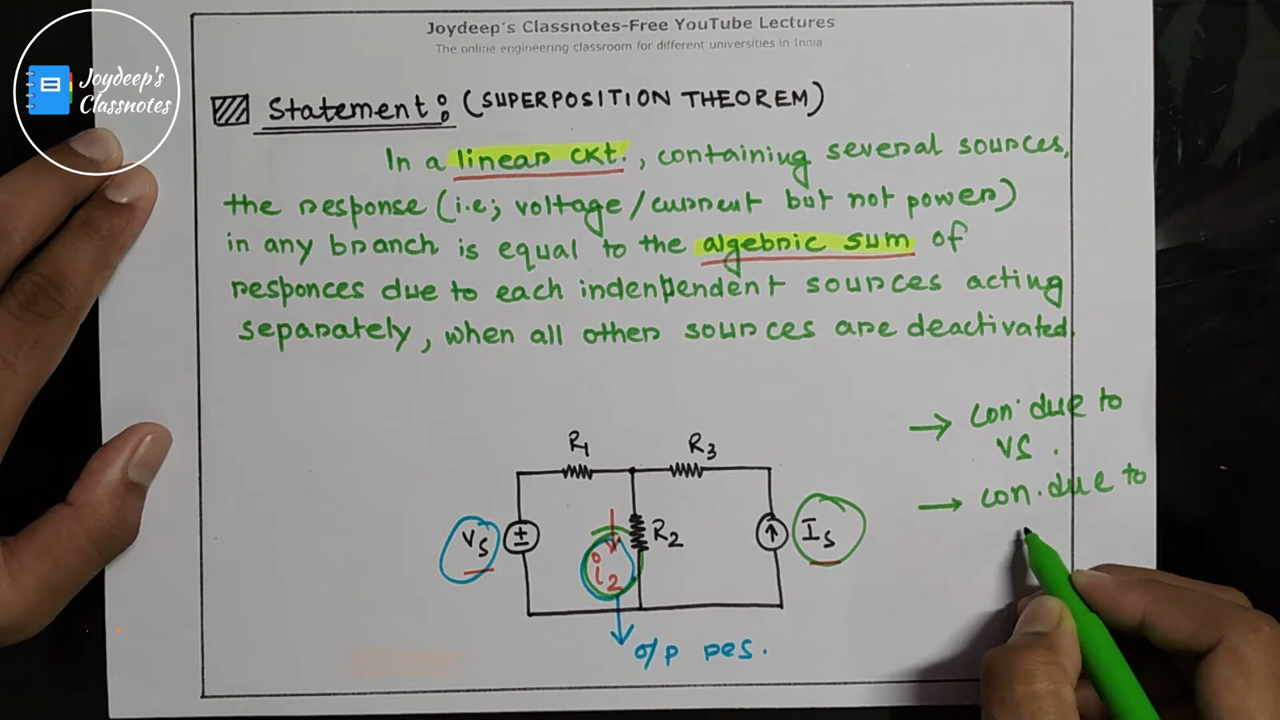 Joydeep's Classnotes-Free YouTube Lectures
The online engineering classroom for different universities in India
Joydeep's
Classnotes
Statement: (SUPERPOSITION THEOREM)
In a linear ckt., containing several sources,
the response (i.e; voltage/current but not power)
in any branch is equal to the algebric sum of
responces due to each indenpendent sources acting
separately, when all other sources are deactivated.
→ con. due to
VS.
→ con. due to
R1
R3
Vs
±
i2
R2
Is
o/p res.